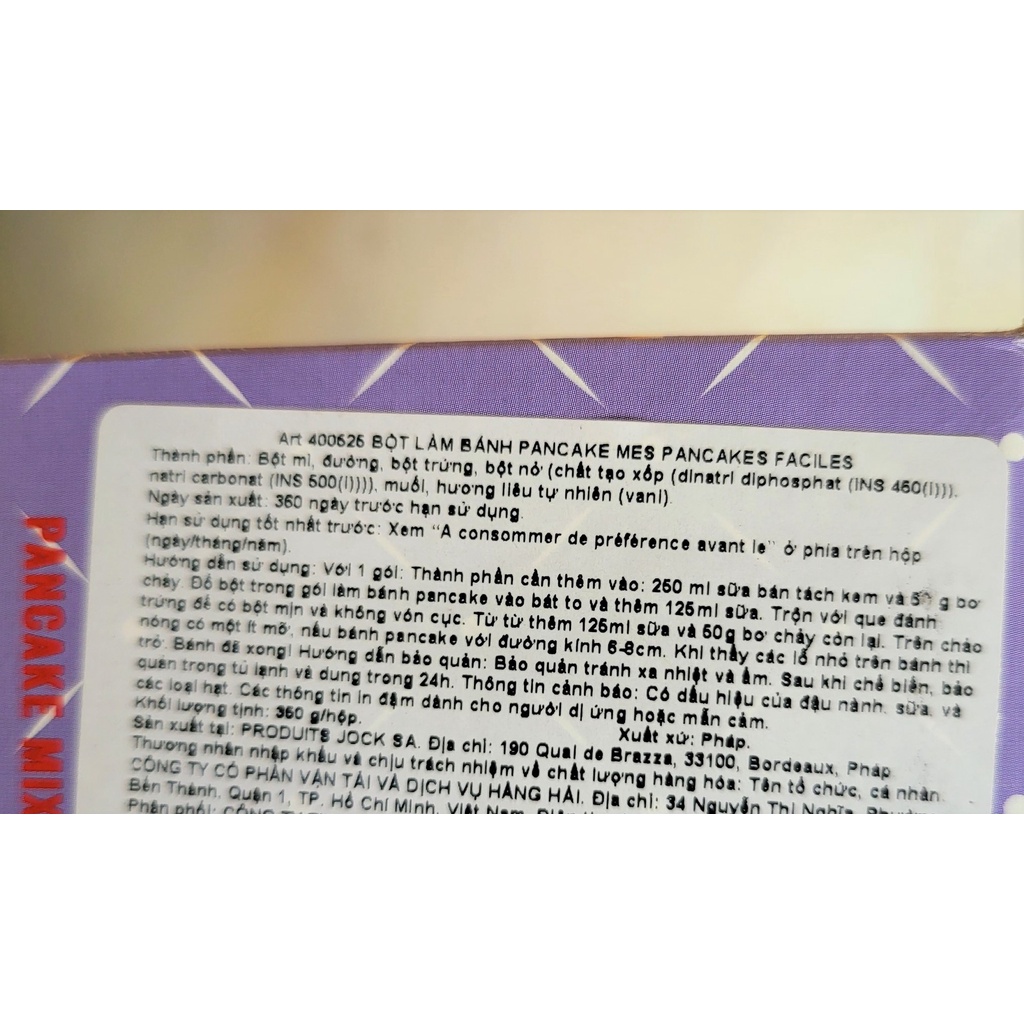 Art 400525 BỘT LÀM BÁNH PANCAKE MES PANCAKES FACILES
Thành phần: Bột mì, đường, bột trứng, bột nở (chất tạo xốp (dinatri diphosphat (INS 450(i))),
natri carbonat (INS 500(i)))), muối, hương liệu tự nhiên (vani).
Ngày sản xuất: 360 ngày trước hạn sử dụng.
Hạn sử dụng tốt nhất trước: Xem "A consommer de préférence avant le" ở phía trên hộp
(ngày/tháng/năm).
Hướng dẫn sử dụng: Với 1 gói: Thành phần cần thêm vào: 250 ml sữa bán tách kem và g bơ
chảy. Đổ bột trong gói làm bánh pancake vào bát to và thêm 125ml sữa. Trộn với que đánh
trứng để có bột mịn và không vón cục. Từ từ thêm 125ml sữa và 50g bơ chảy còn lại. Trên chảo
nóng có một ít mỡ, nấu bánh pancake với đường kính 6-8cm. Khi thấy các lỗ nhỏ trên bánh thì
trở. Bánh đã xong! Hướng dẫn bảo quản: Bảo quản tránh xa nhiệt và ẩm. Sau khi chế biến, bảo
quản trong tủ lạnh và dùng trong 24h. Thông tin cảnh báo: Có dấu hiệu của đậu nành, sữa, và
các loại hạt. Các thông tin in đậm dành cho người dị ứng hoặc mẫn cảm.
Khối lượng tịnh: 360 g/hộp. Xuất xứ: Pháp.
Sản xuất tại: PRODUITS JOCK SA. Địa chỉ: 190 Quai de Brazza, 33100, Bordeaux, Pháp
Thương nhân nhập khẩu và chịu trách nhiệm về chất lượng hàng hóa: Tên tổ chức, cá nhân
CÔNG TY CỔ PHẦN VẬN TẢI VÀ DỊCH VỤ HÀNG HẢI. Địa chỉ: 34 Nguyễn Thị Nghĩa,
Bến Thành, Quận 1, TP. Hồ Chí Minh, Việt Nam.
Phân phối: CÔNG
PANCAKE MIX